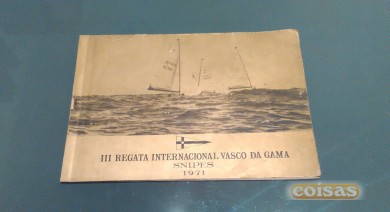 III REGATA INTERNACIONAL VASCO DA GAMA
SNIPES
1971
coisas